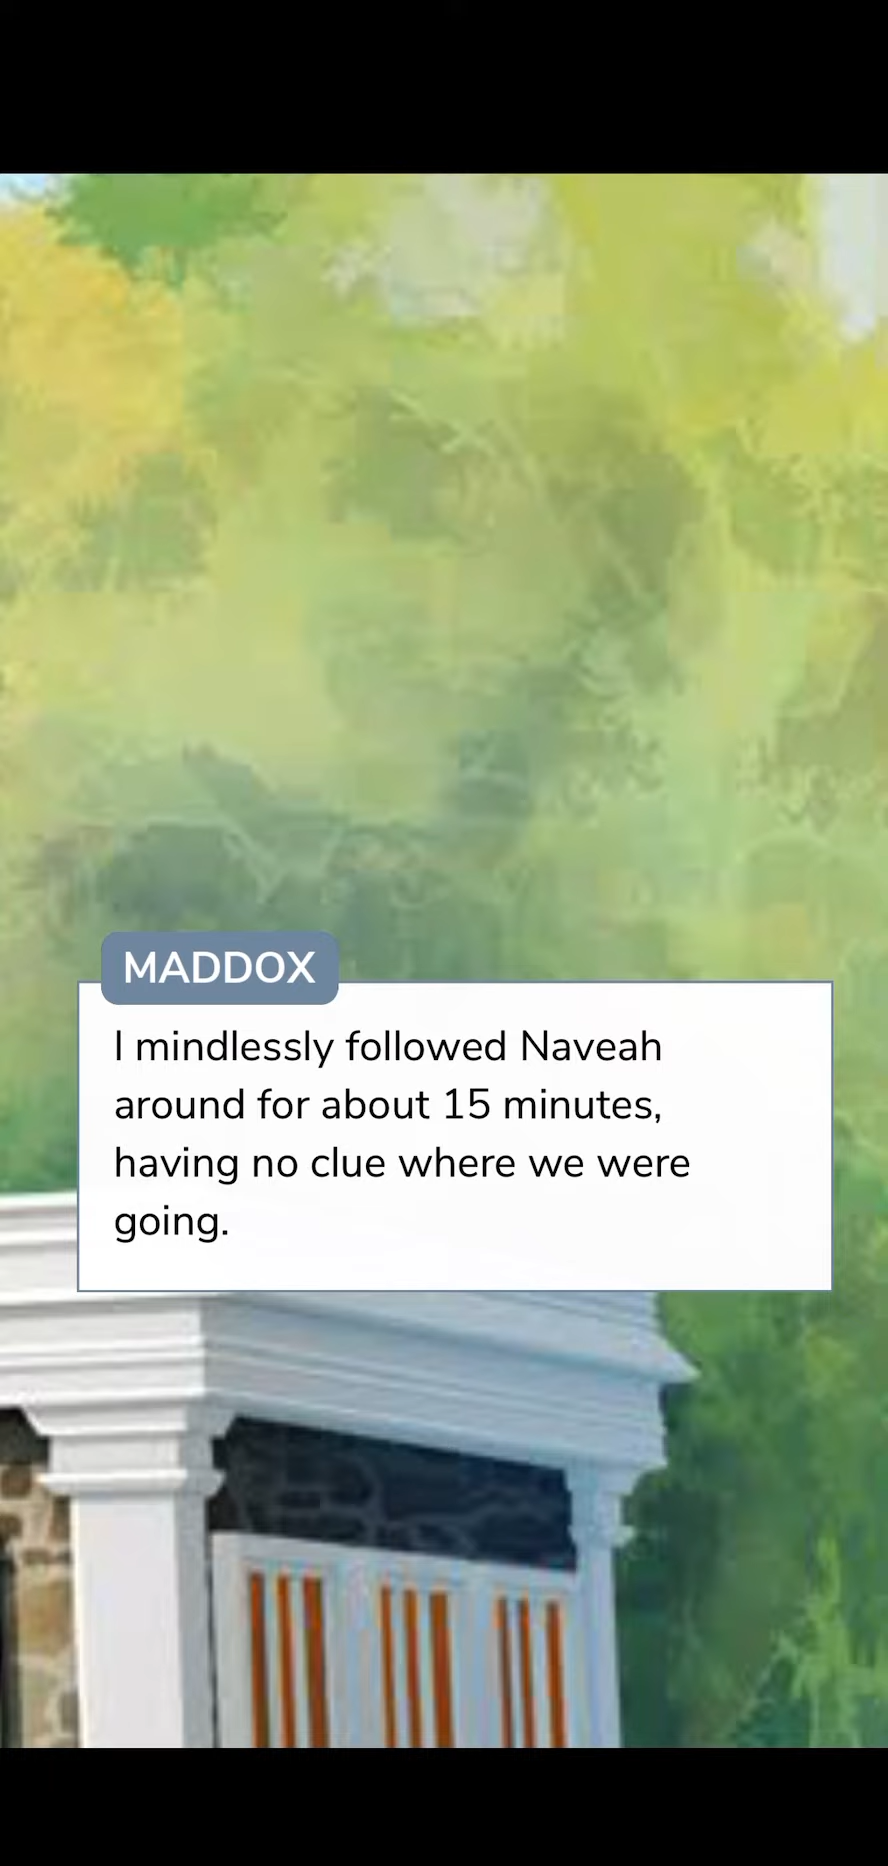 MADDOX
I mindlessly followed Naveah
around for about 15 minutes,
having no clue where we were
going.